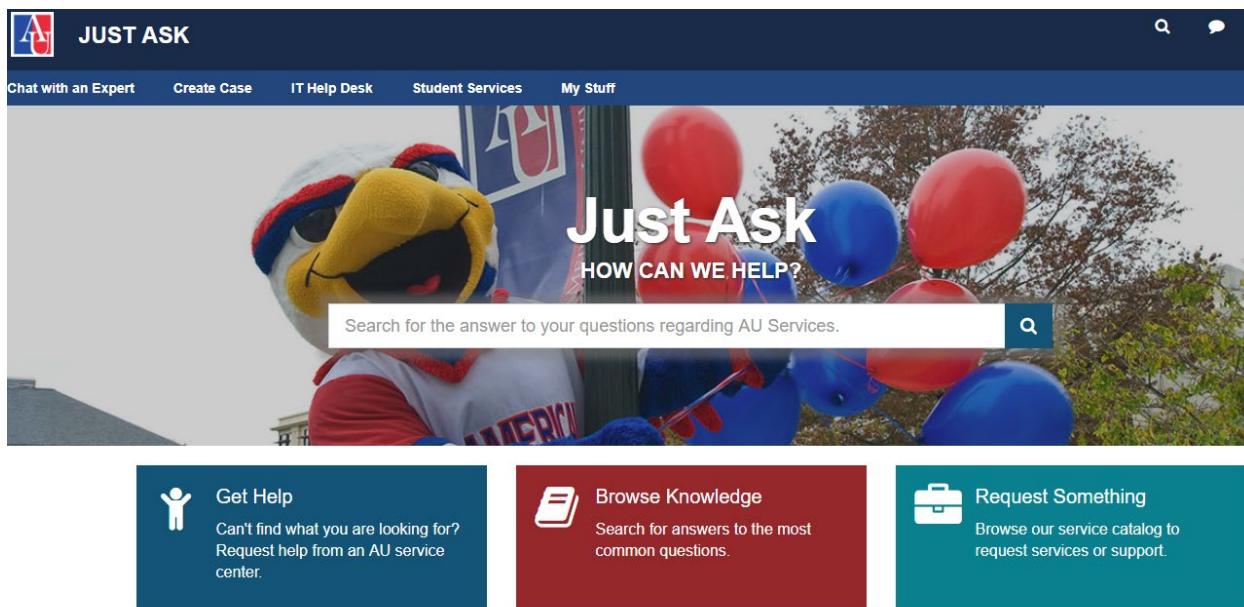 AU
JUST ASK
Chat with an Expert Create Case IT Help Desk Student Services My Stuff
Just Ask
HOW CAN WE HELP?
Search for the answer to your questions regarding AU Services.
AMERICAN
Get Help
Can't find what you are looking for?
Request help from an AU service
center.
Browse Knowledge
Search for answers to the most
common questions.
Request Something
Browse our service catalog to
request services or support.